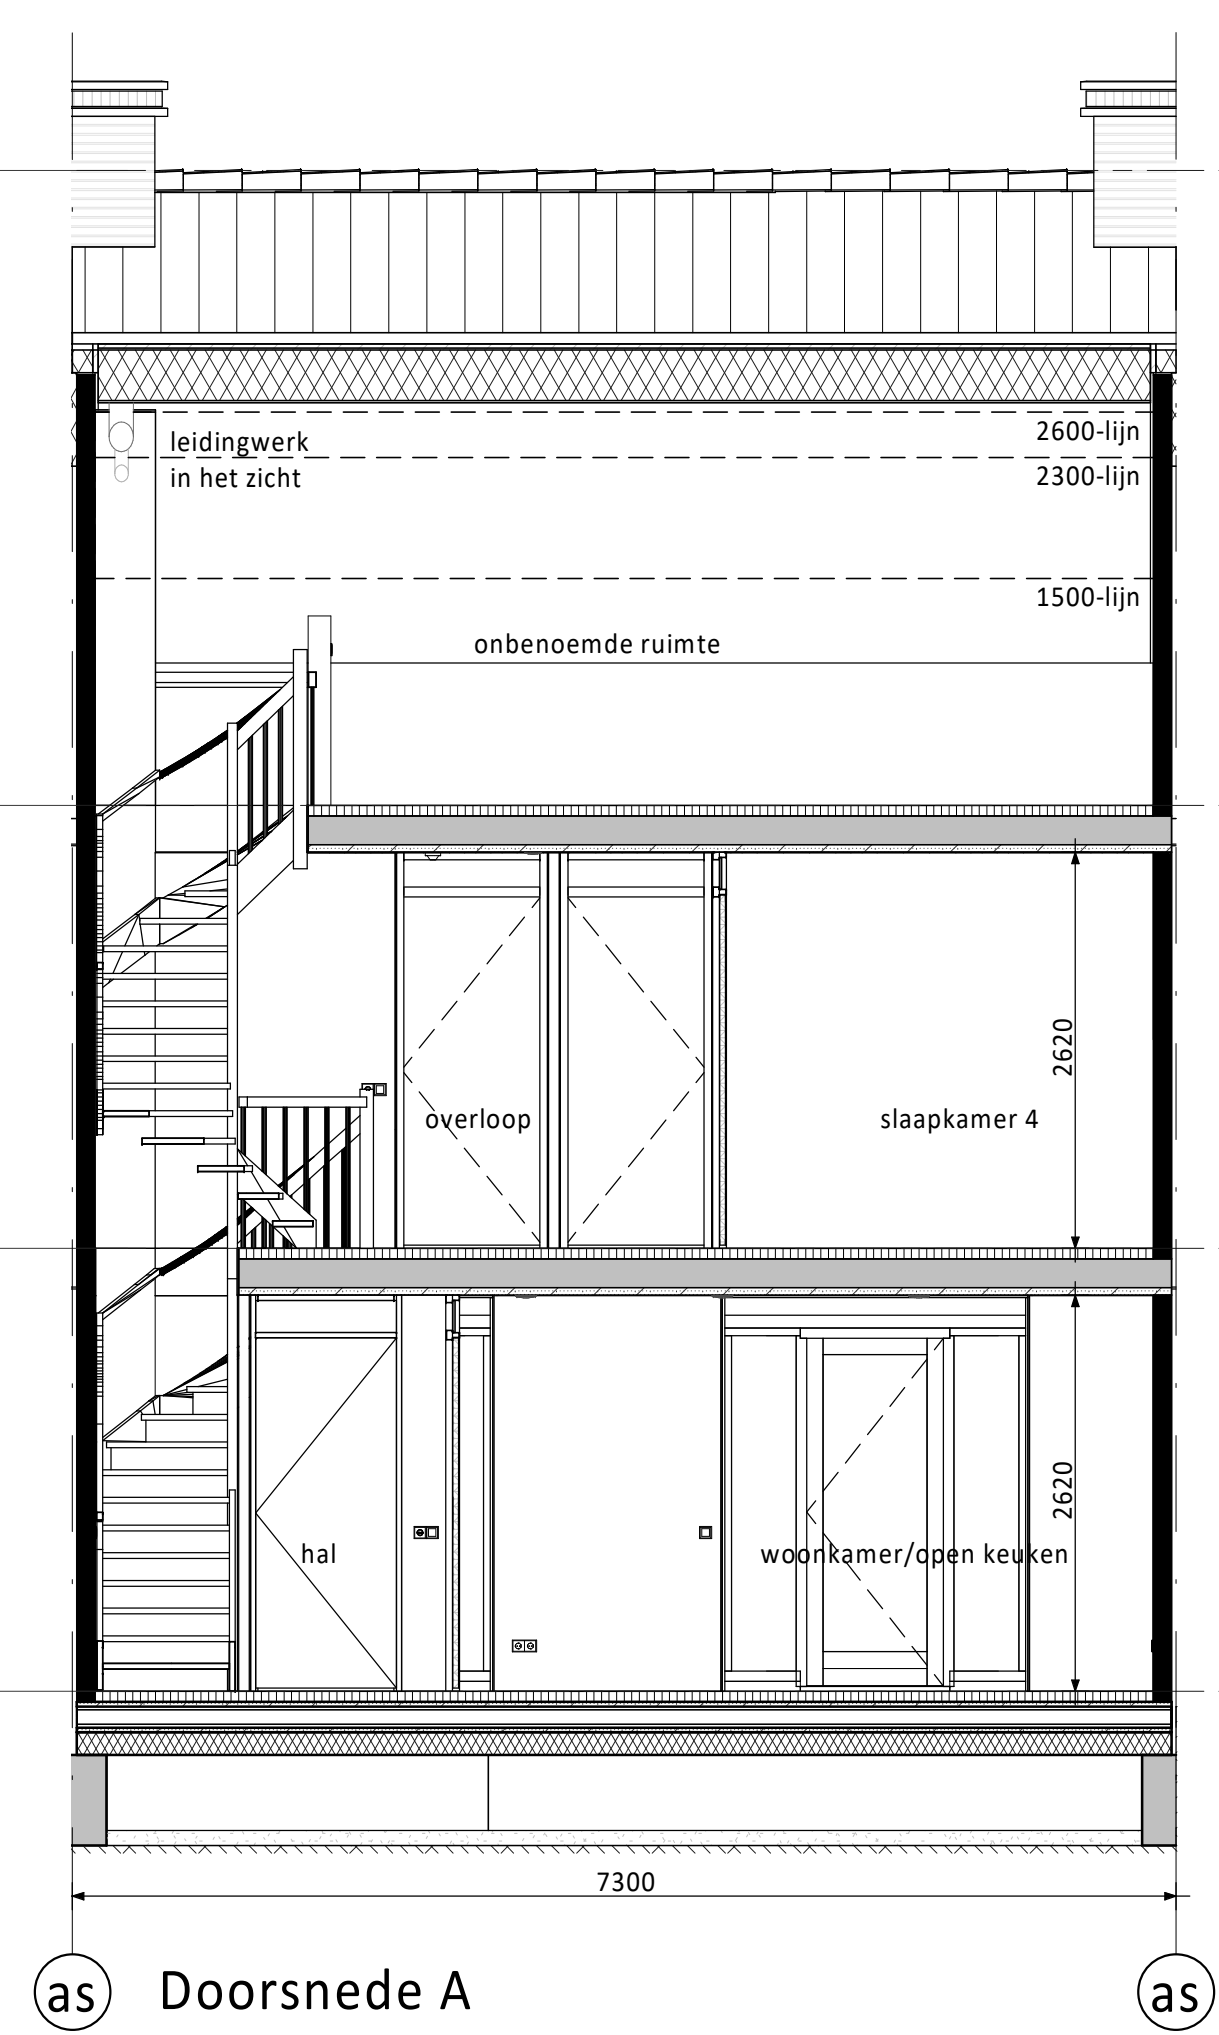 leidingwerk
in het zicht
2600-lijn
2300-lijn
1500-lijn
onbenoemde ruimte
2620
overloop
slaapkamer 4
2620
hal
woonkamer/open keuken
7300
as
Doorsnede A
as